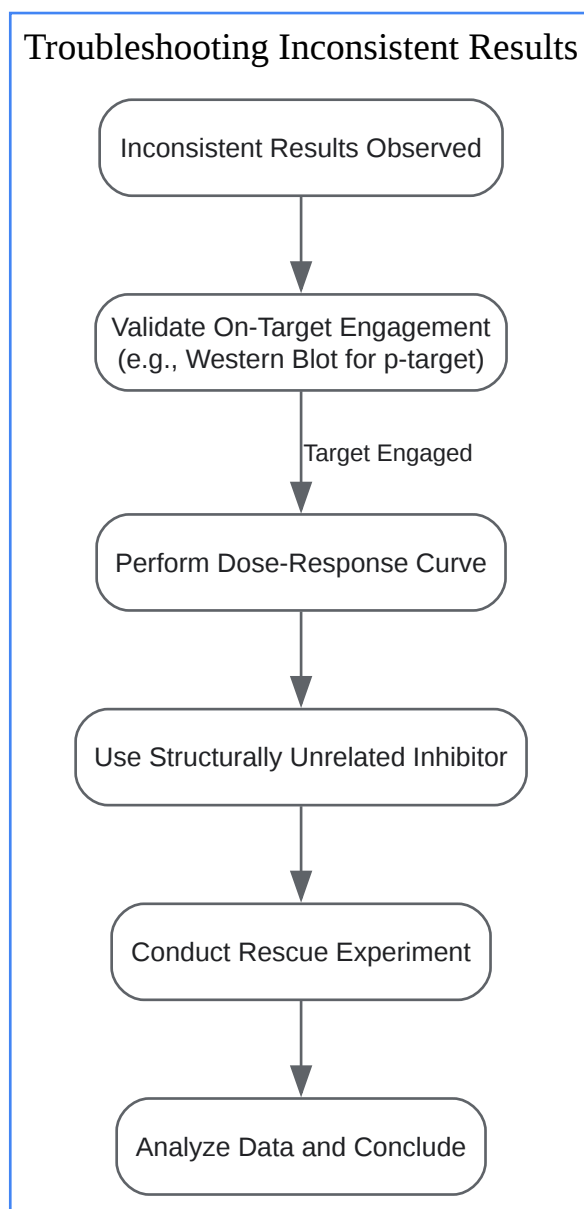 Troubleshooting Inconsistent Results
Inconsistent Results Observed
Validate On-Target Engagement
(e.g., Western Blot for p-target)
Target Engaged
Perform Dose-Response Curve
Use Structurally Unrelated Inhibitor
Conduct Rescue Experiment
Analyze Data and Conclude